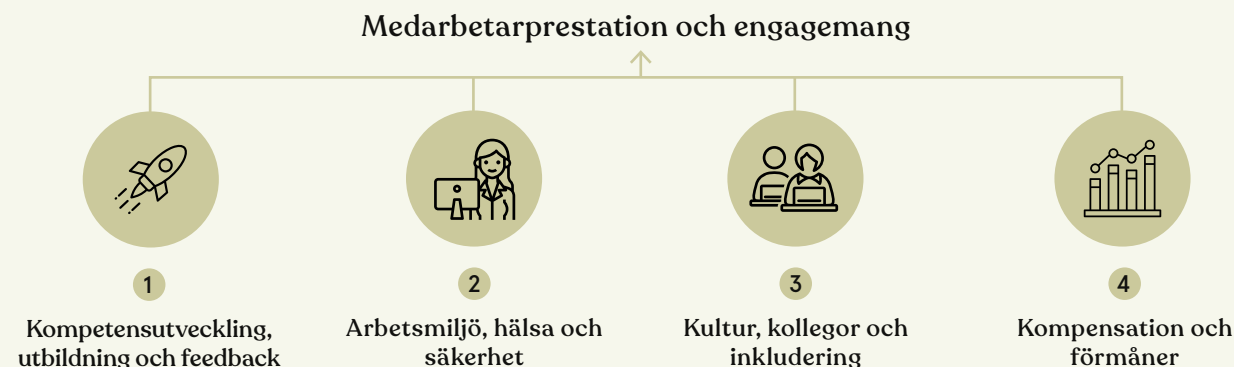 Medarbetarprestation och engagemang
1
2
3
4
Kompetensutveckling,
utbildning och feedback
Arbetsmiljö, hälsa och
säkerhet
Kultur, kollegor och
inkludering
Kompensation och
förmåner